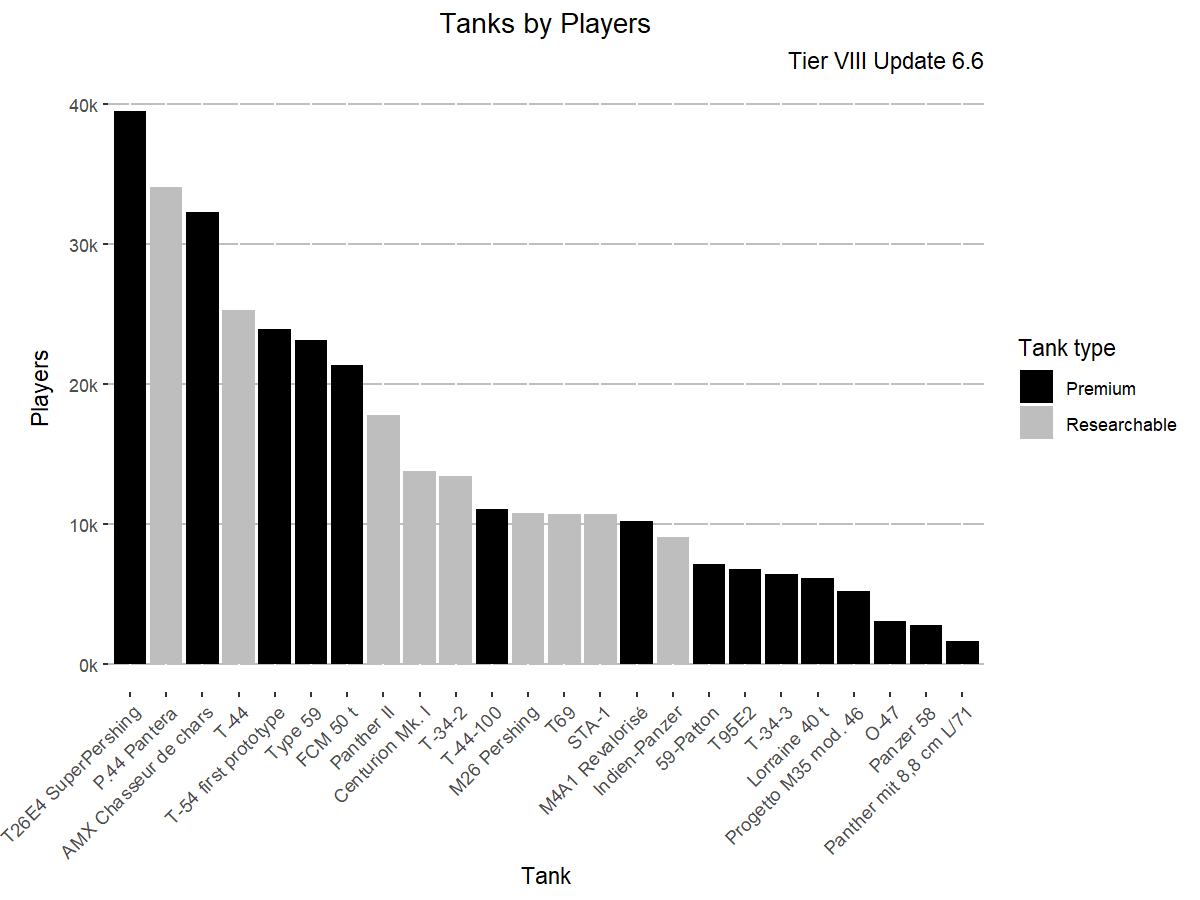 Tanks by Players
Tier VIII Update 6.6
40k
30k
20k
10k
0k
Players
T26E4 SuperPershing
P.44 Pantera
AMX Chasseur de chars
T-44
T-54 first prototype
Type 59
FCM 50 t
Panther II
Centurion Mk. I
T-34-2
T-44-100
M26 Pershing
T69
STA-1
M4A1 Revalorisé
Indien-Panzer
59-Patton
T95E2
T-34-3
Lorraine 40 t
Progetto M35 mod. 46
O-47
Panzer 58
Panther mit 8,8 cm L/71
Tank
Tank type
Premium
Researchable